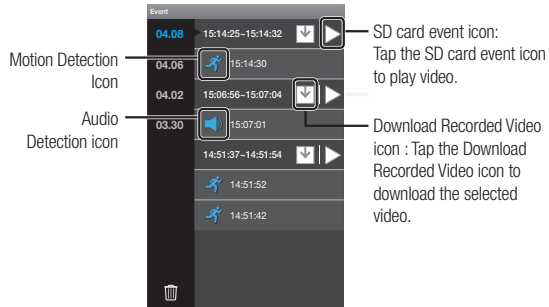 Event
04.08
15:14:25~15:14:32
04.06
15:14:30
04.02
15:06:56~15:07:04
03.30
15:07:01
14:51:37~14:51:54
14:51:52
14:51:42
Motion Detection
Icon
Audio
Detection icon
SD card event icon:
Tap the SD card event icon
to play video.
Download Recorded Video
icon : Tap the Download
Recorded Video icon to
download the selected
video.